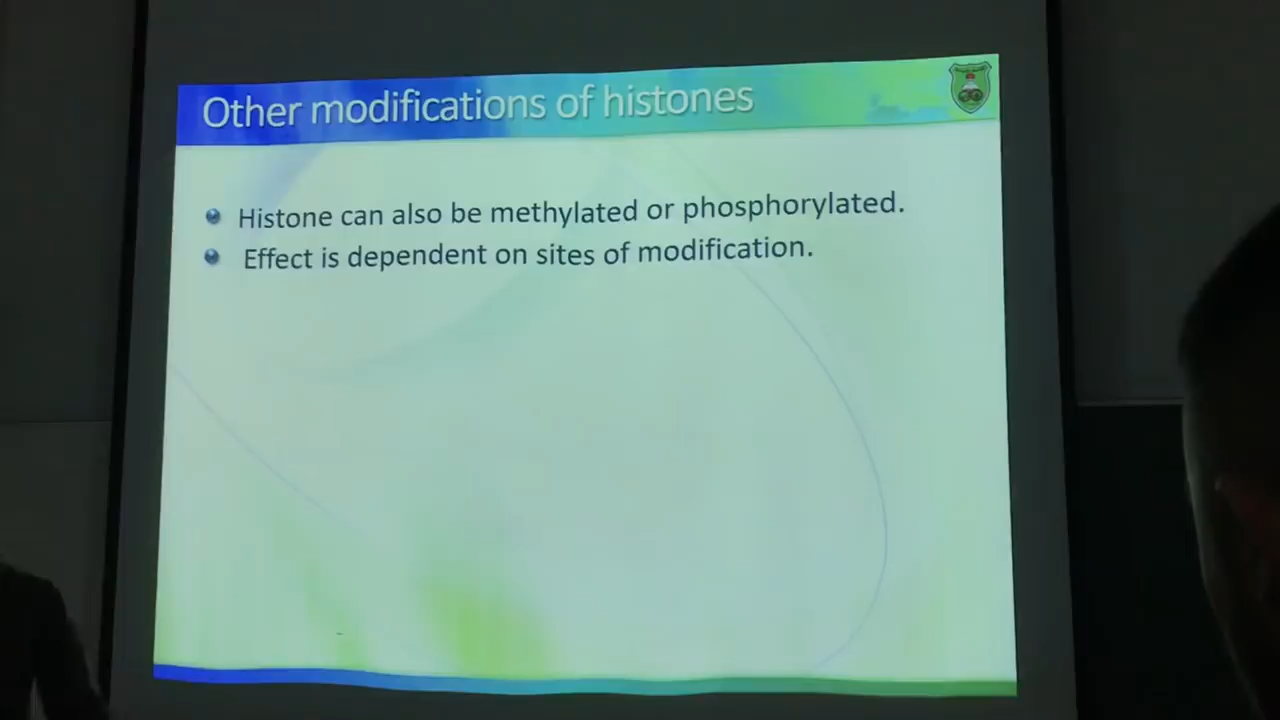 Other modifications of histones
Histone can also be methylated or phosphorylated.
Effect is dependent on sites of modification.